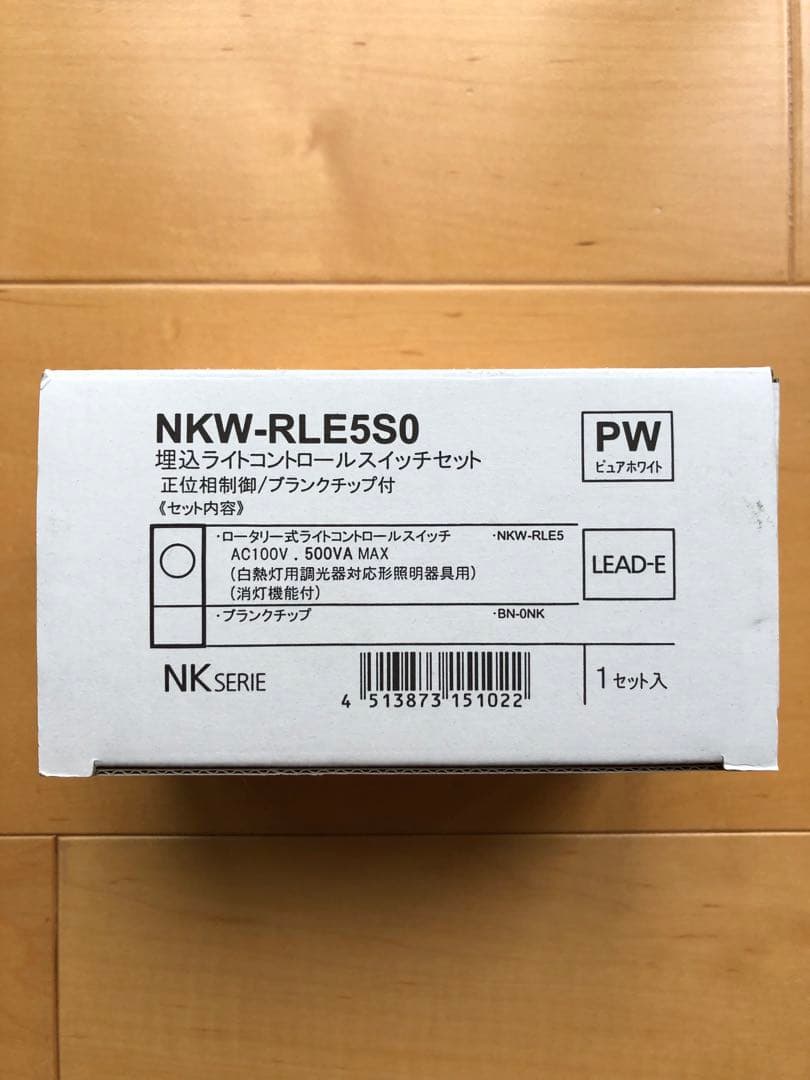 NKW-RLE5S0
埋込ライトコントロールスイッチセット
正位相制御/ブランクチップ付
《セット内容》
PW
ピュアホワイト
・ロータリー式ライトコントロールスイッチ ・NKW-RLE5
AC100V . 500VA MAX
(白熱灯用調光器対応形照明器具用)
(消灯機能付)
・ブランクチップ ・BN-0NK
LEAD-E
NK SERIE
4 513873 151022
1セット入